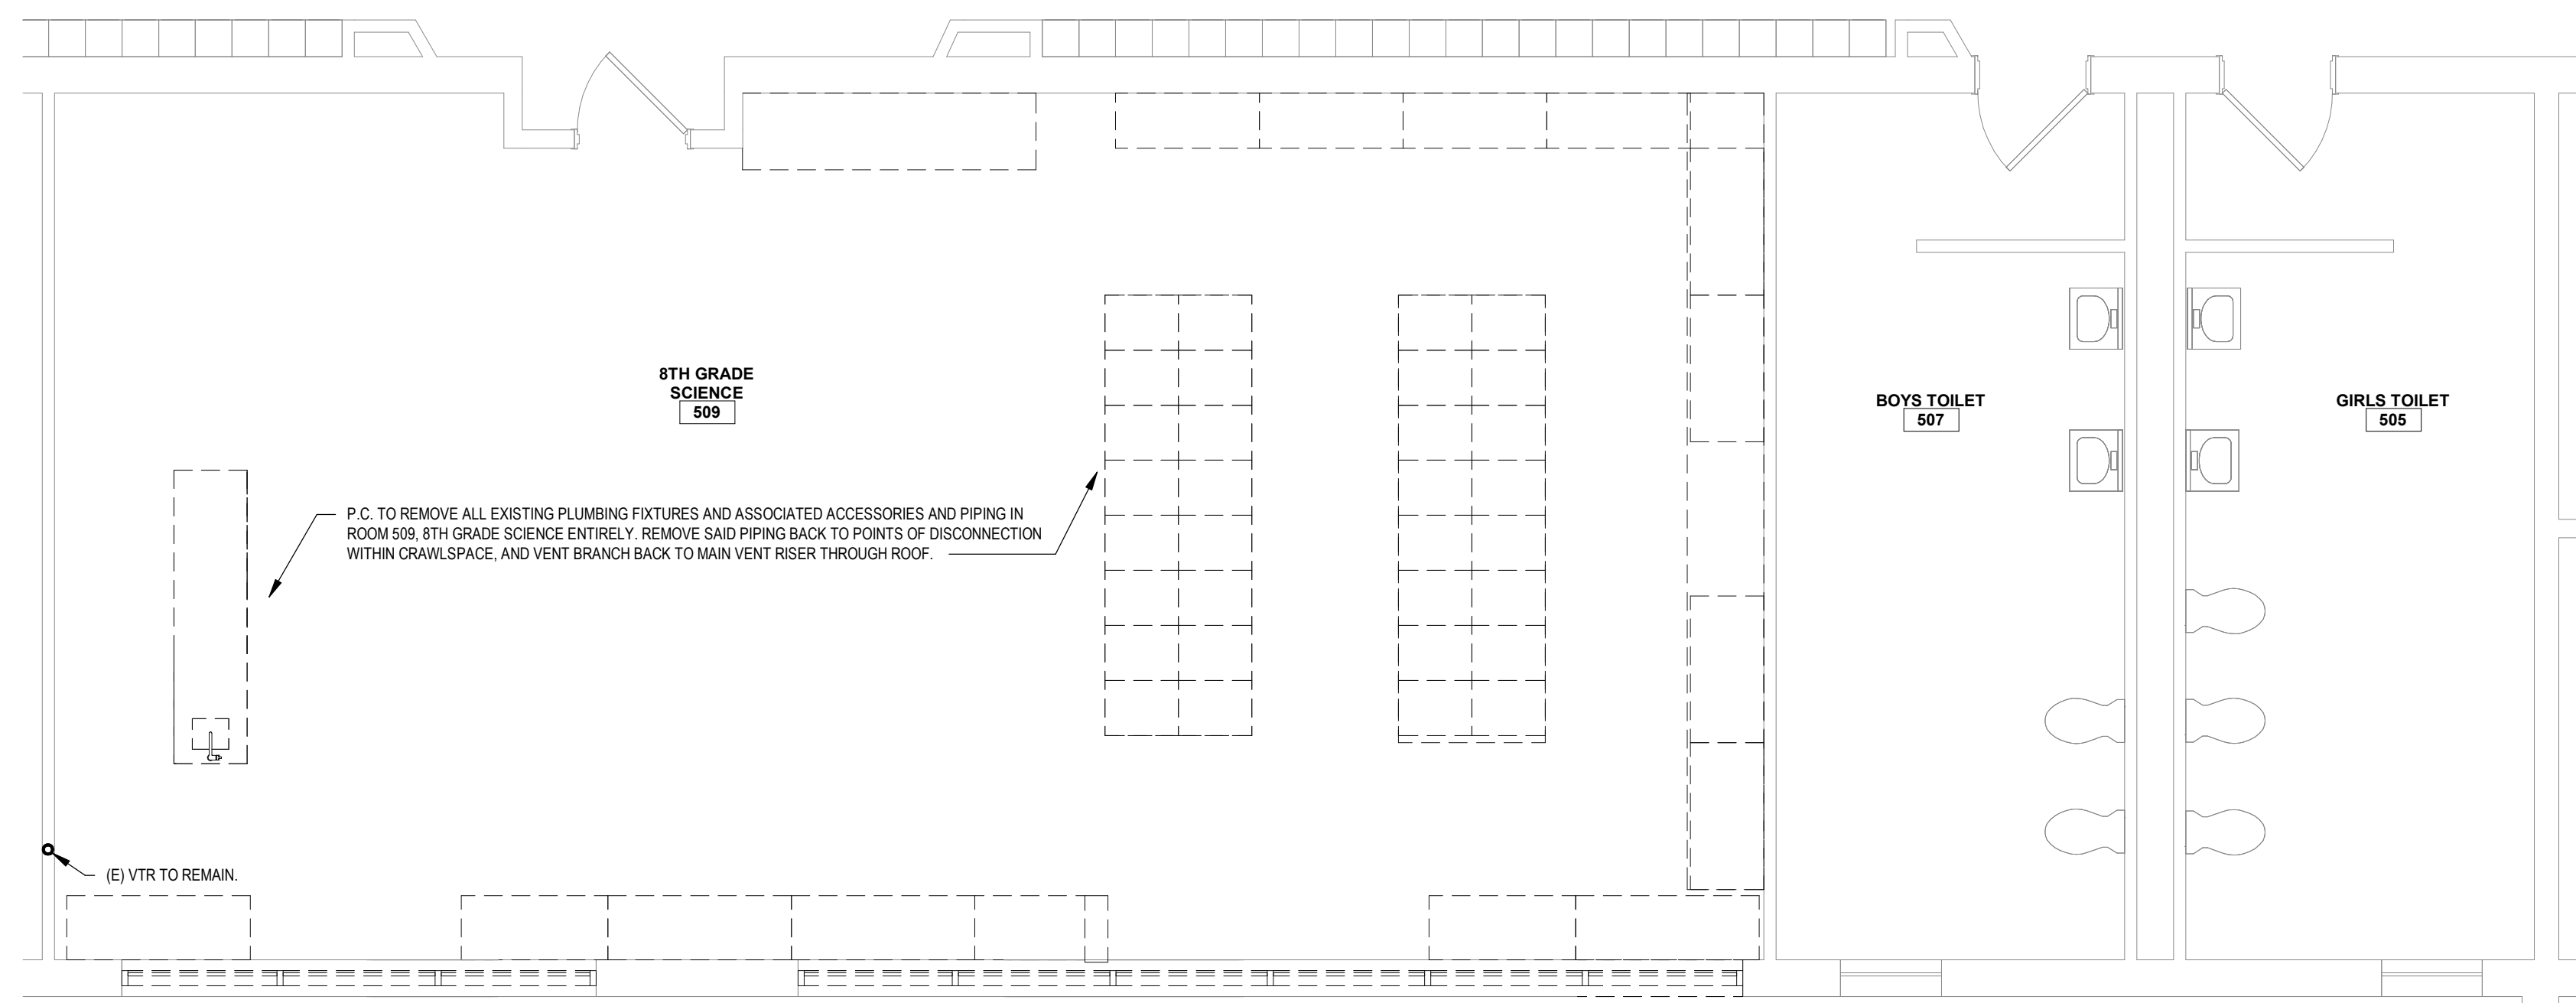 8TH GRADE
SCIENCE
509
BOYS TOILET
507
GIRLS TOILET
505
P.C. TO REMOVE ALL EXISTING PLUMBING FIXTURES AND ASSOCIATED ACCESSORIES AND PIPING IN
ROOM 509, 8TH GRADE SCIENCE ENTIRELY. REMOVE SAID PIPING BACK TO POINTS OF DISCONNECTION
WITHIN CRAWLSPACE, AND VENT BRANCH BACK TO MAIN VENT RISER THROUGH ROOF.
(E) VTR TO REMAIN.